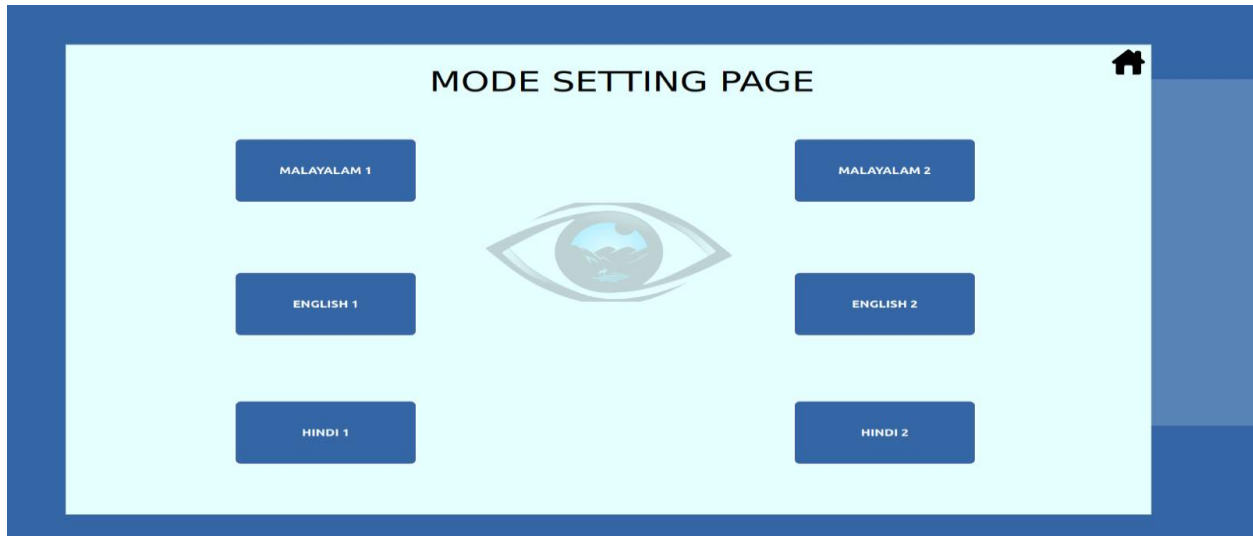 MODE SETTING PAGE
MALAYALAM 1
MALAYALAM 2
ENGLISH 1
ENGLISH 2
HINDI 1
HINDI 2